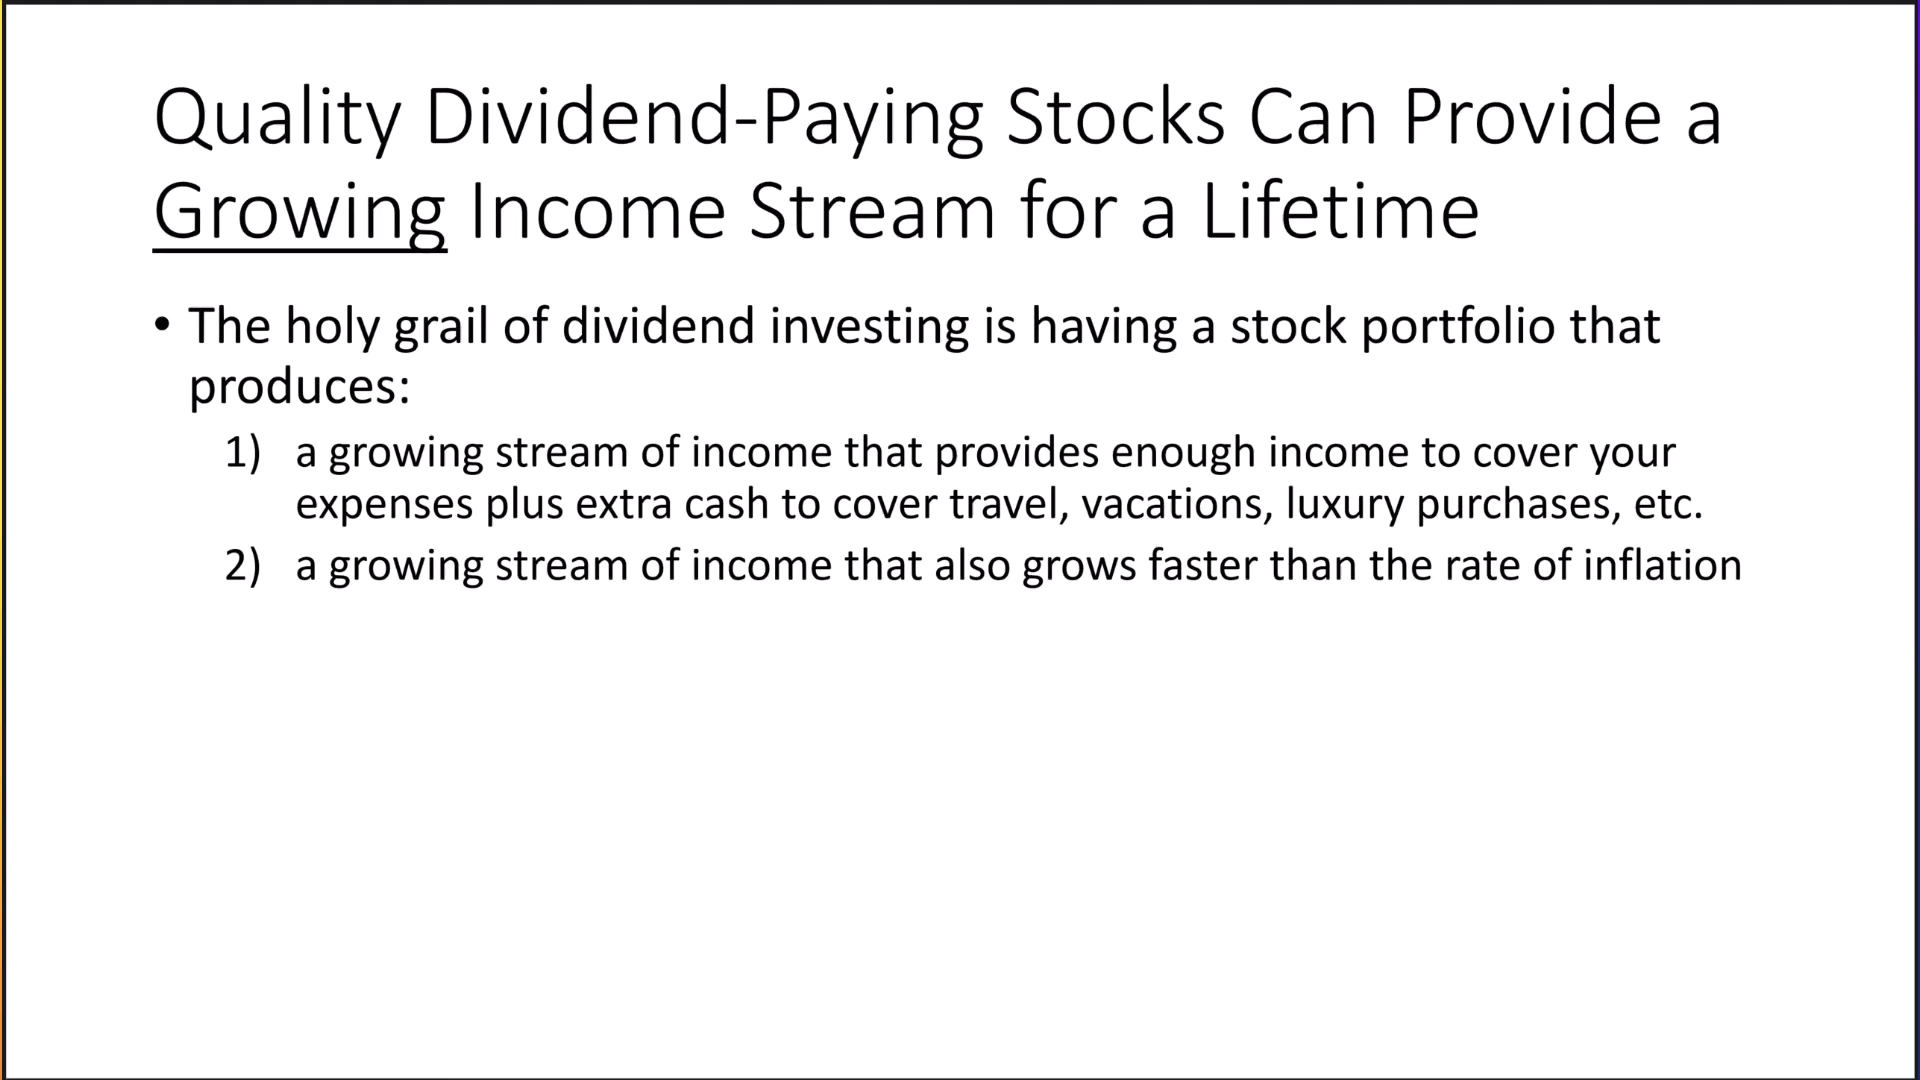 Quality Dividend-Paying Stocks Can Provide a
Growing Income Stream for a Lifetime
• The holy grail of dividend investing is having a stock portfolio that
produces:
1) a growing stream of income that provides enough income to cover your
expenses plus extra cash to cover travel, vacations, luxury purchases, etc.
2) a growing stream of income that also grows faster than the rate of inflation